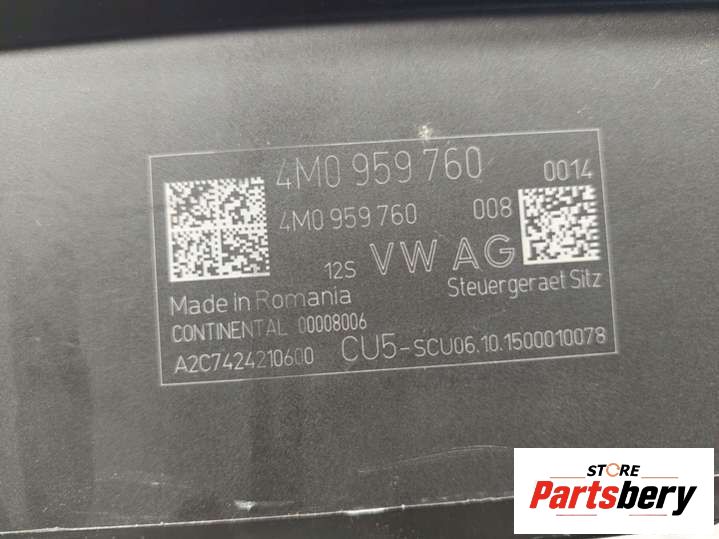 4M0 959 760
0014
4M0 959 760 008
12S VW AG
Made in Romania
Steuergeraet Sitz
CONTINENTAL 00008006
A2C7424210600 CU5-SCU06.10.1500010078
STORE
Partsbery